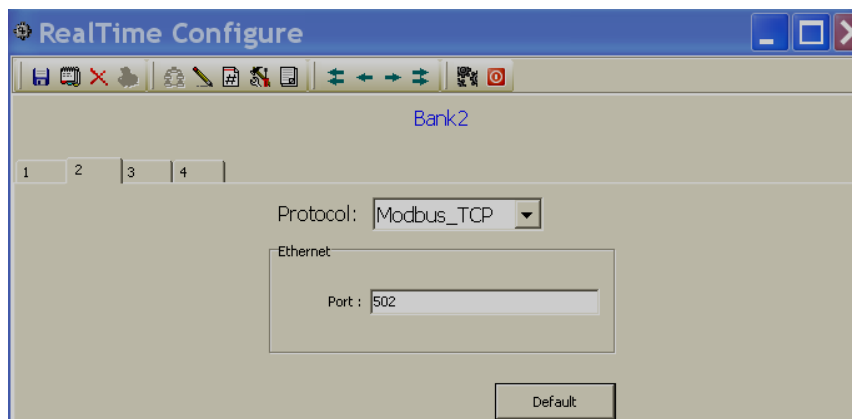 RealTime Configure
Bank2
1 2 3 4
Protocol: Modbus_TCP
Ethernet
Port : 502
Default